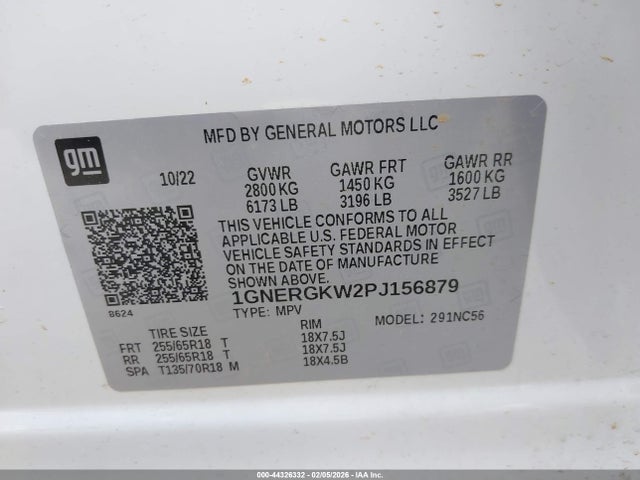 gm
MFD BY GENERAL MOTORS LLC
10/22 GVWR GAWR FRT GAWR RR
2800 KG 1450 KG 1600 KG
6173 LB 3196 LB 3527 LB
THIS VEHICLE CONFORMS TO ALL
APPLICABLE U.S. FEDERAL MOTOR
VEHICLE SAFETY STANDARDS IN EFFECT
ON THE DATE OF MANUFACTURE
SHOWN ABOVE.
1GNERGKW2PJ156879
8624
TYPE: MPV MODEL: 291NC56
TIRE SIZE RIM
FRT 255/65R18 T 18X7.5J
RR 255/65R18 T 18X7.5J
SPA T135/70R18 M 18X4.5B
000-44326332 - 02/05/2026 - COPYRIGHT IAA, LLC.